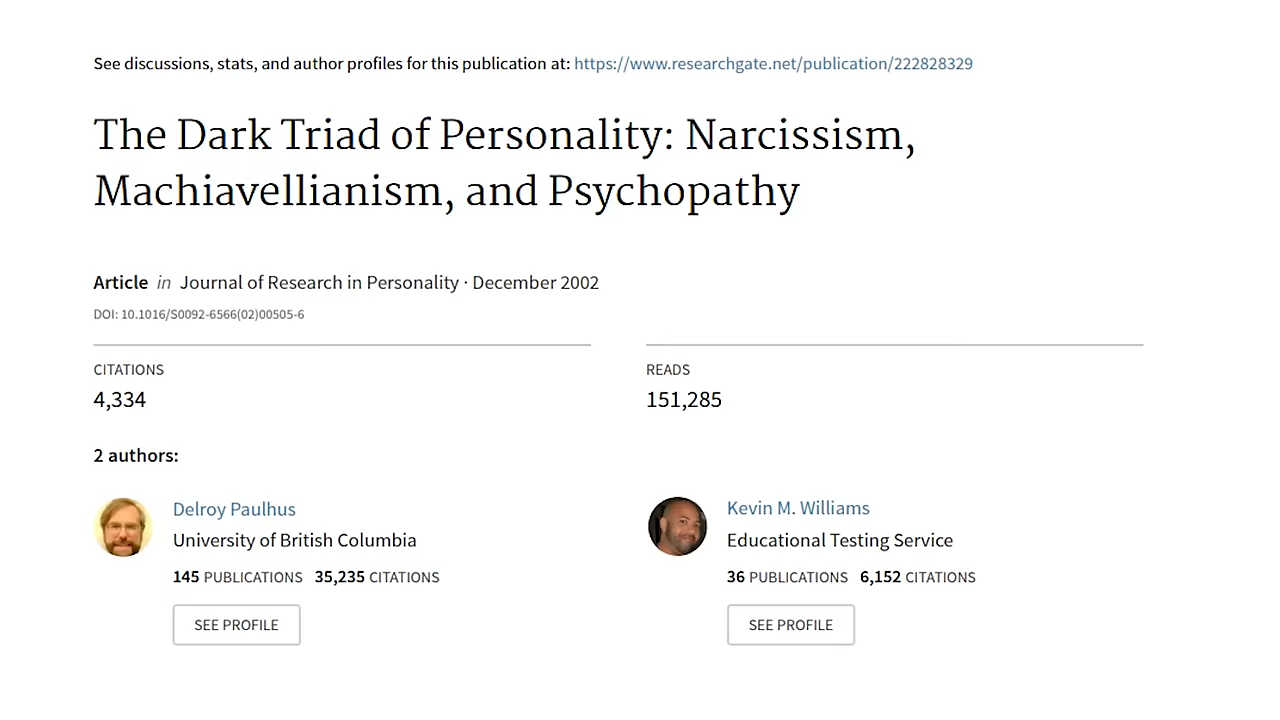 See discussions, stats, and author profiles for this publication at: https://www.researchgate.net/publication/222828329
The Dark Triad of Personality: Narcissism,
Machiavellianism, and Psychopathy
Article in Journal of Research in Personality · December 2002
DOI: 10.1016/S0092-6566(02)00505-6
CITATIONS
4,334
READS
151,285
2 authors:
Delroy Paulhus
University of British Columbia
145 PUBLICATIONS 35,235 CITATIONS
SEE PROFILE
Kevin M. Williams
Educational Testing Service
36 PUBLICATIONS 6,152 CITATIONS
SEE PROFILE